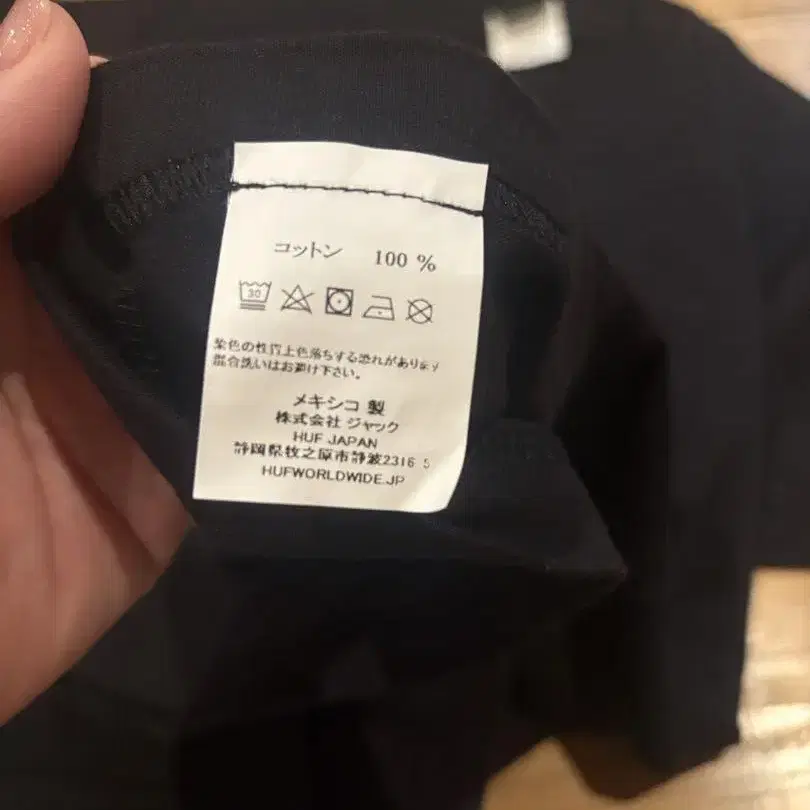 コットン 100 %
30
染色の性質上色落ちする恐れがあります
混合洗いはお避け下さい。
メキシコ 製
株式会社 ジャック
HUF JAPAN
静岡県牧之原市静波2316 5
HUFWORLDWIDE.JP